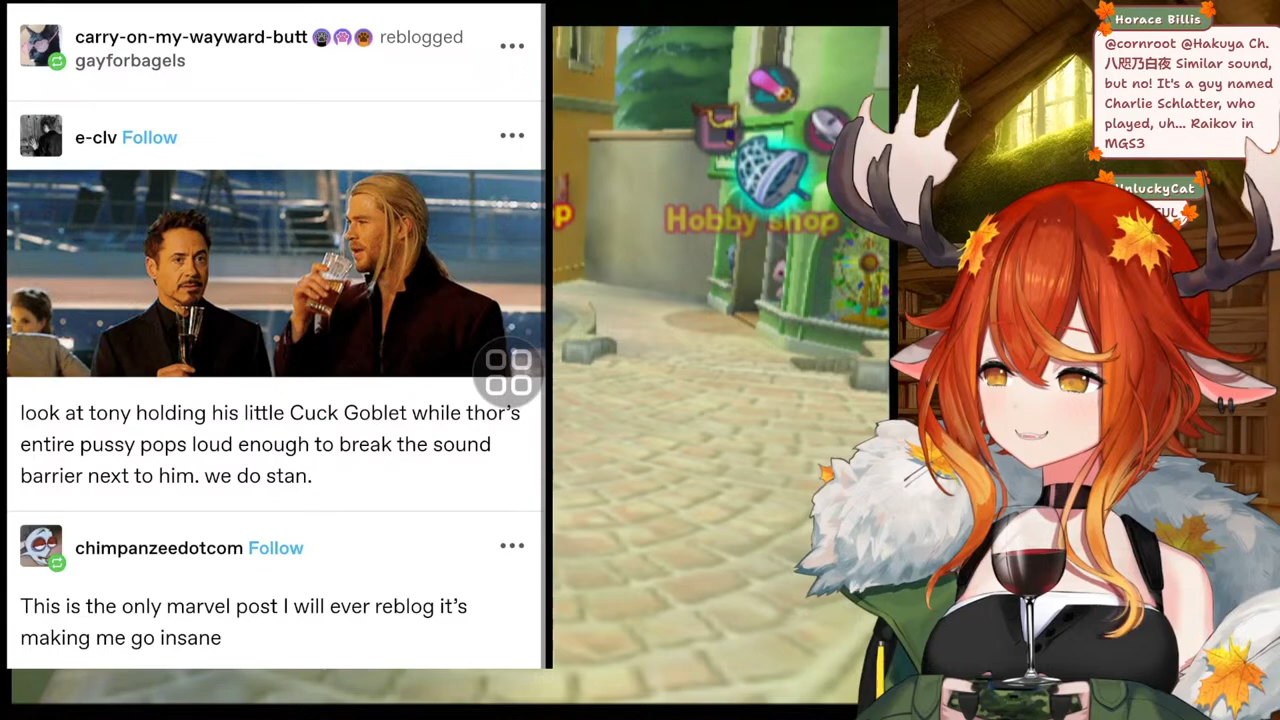 carry-on-my-wayward-butt reblogged
gayforbagels
e-clv Follow
look at tony holding his little Cuck Goblet while thor's
entire pussy pops loud enough to break the sound
barrier next to him. we do stan.
chimpanzeedotcom Follow
This is the only marvel post I will ever reblog it's
making me go insane
Hobby shop
Horace Billis
@cornroot @Hakuya Ch.
八咫乃白夜 Similar sound,
but no! It's a guy named
Charlie Schlatter, who
played, uh... Raikov in
MGS3
UnluckyCat